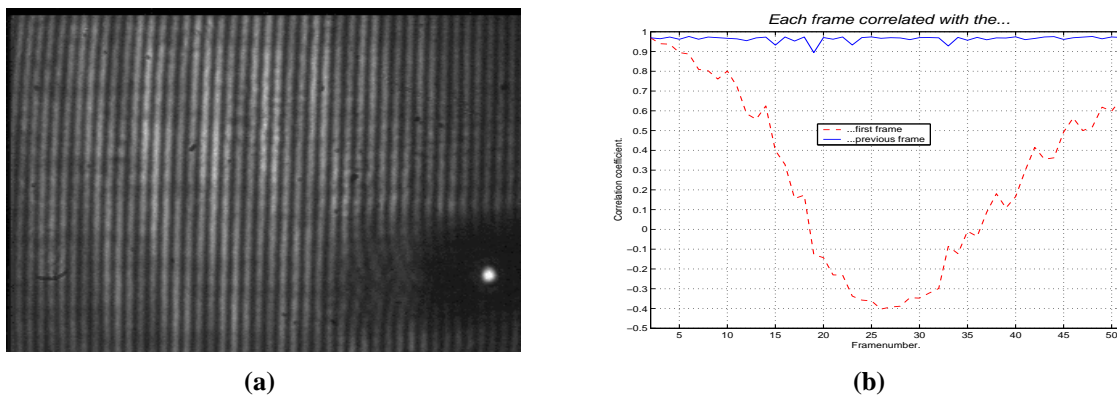 Each frame correlated with the...
1
0.9
0.8
0.7
0.6
0.5
0.4
0.3
0.2
0.1
0
−0.1
−0.2
−0.3
−0.4
−0.5
Correlation coefficient.
...first frame
...previous frame
5 10 15 20 25 30 35 40 45 50
Framenumber.
(a) (b)